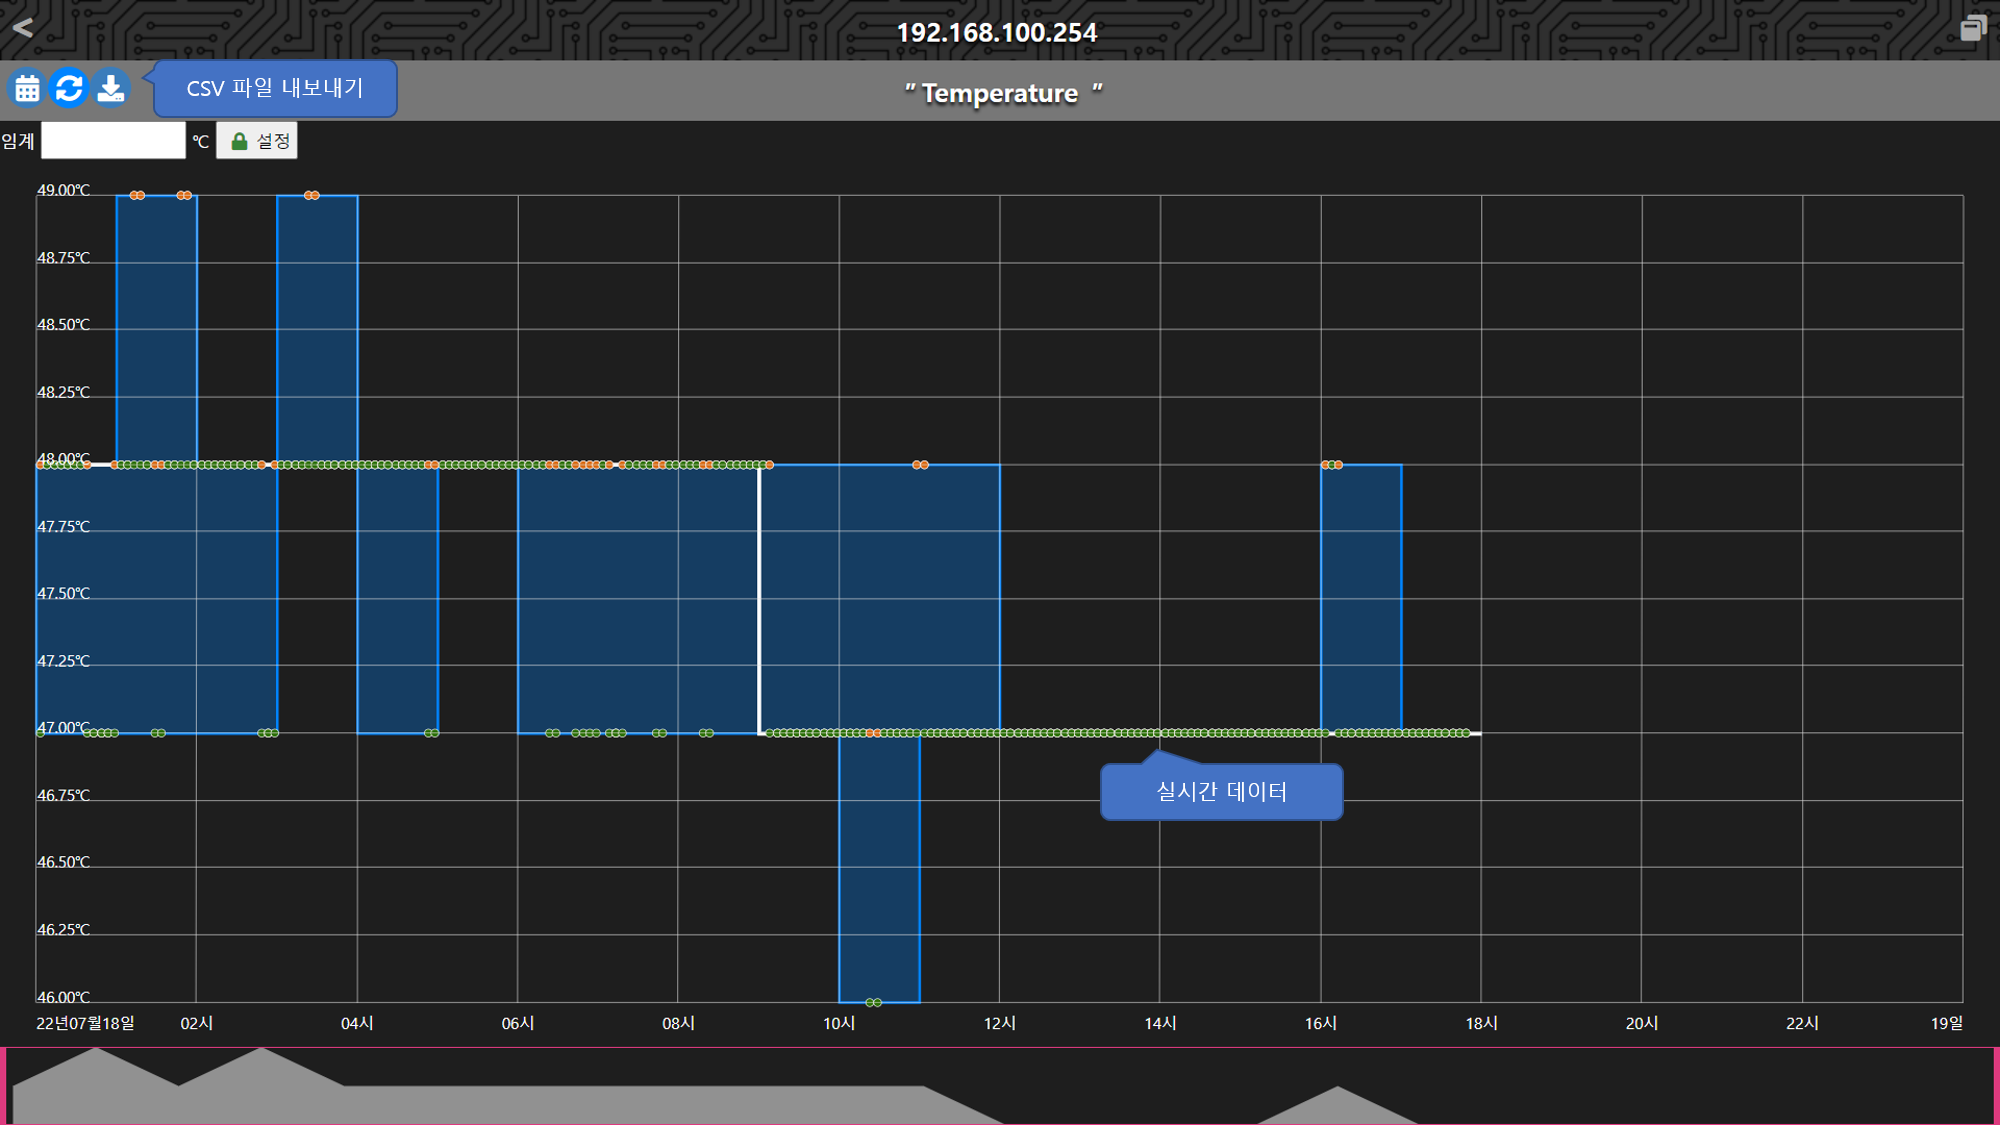 <
192.168.100.254
CSV 파일 내보내기
" Temperature "
임계
℃
설정
49.00℃
48.75℃
48.50℃
48.25℃
48.00℃
47.75℃
47.50℃
47.25℃
47.00℃
46.75℃
실시간 데이터
46.50℃
46.25℃
46.00℃
22년07월18일 02시 04시 06시 08시 10시 12시 14시 16시 18시 20시 22시 19일